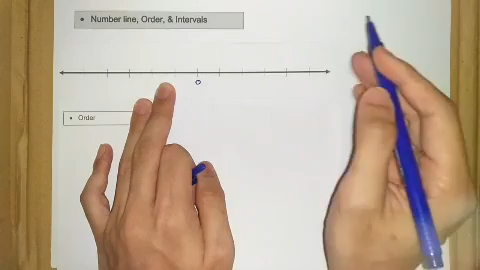 • Number line, Order, & Intervals
0
• Order